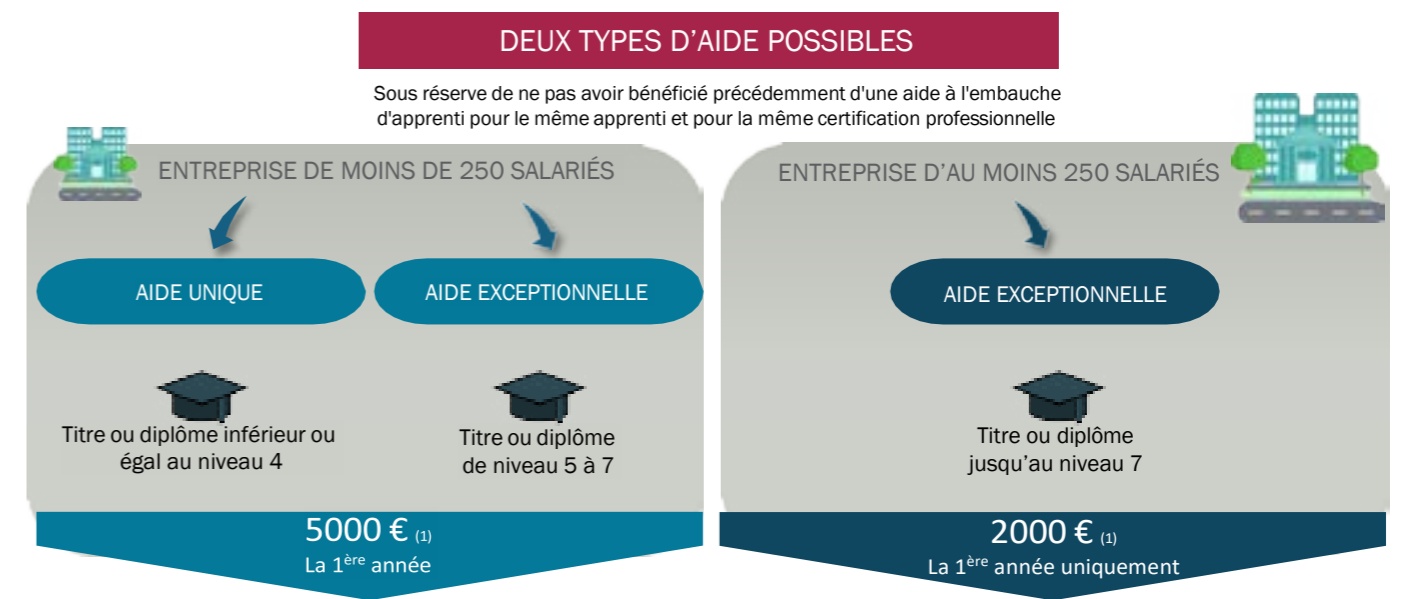 DEUX TYPES D'AIDE POSSIBLES
Sous réserve de ne pas avoir bénéficié précédemment d'une aide à l'embauche
d'apprenti pour le même apprenti et pour la même certification professionnelle
ENTREPRISE DE MOINS DE 250 SALARIÉS
AIDE UNIQUE
Titre ou diplôme inférieur ou
égal au niveau 4
AIDE EXCEPTIONNELLE
Titre ou diplôme
de niveau 5 à 7
5000 € (1)
La 1ère année
ENTREPRISE D'AU MOINS 250 SALARIÉS
AIDE EXCEPTIONNELLE
Titre ou diplôme
jusqu'au niveau 7
2000 € (1)
La 1ère année uniquement